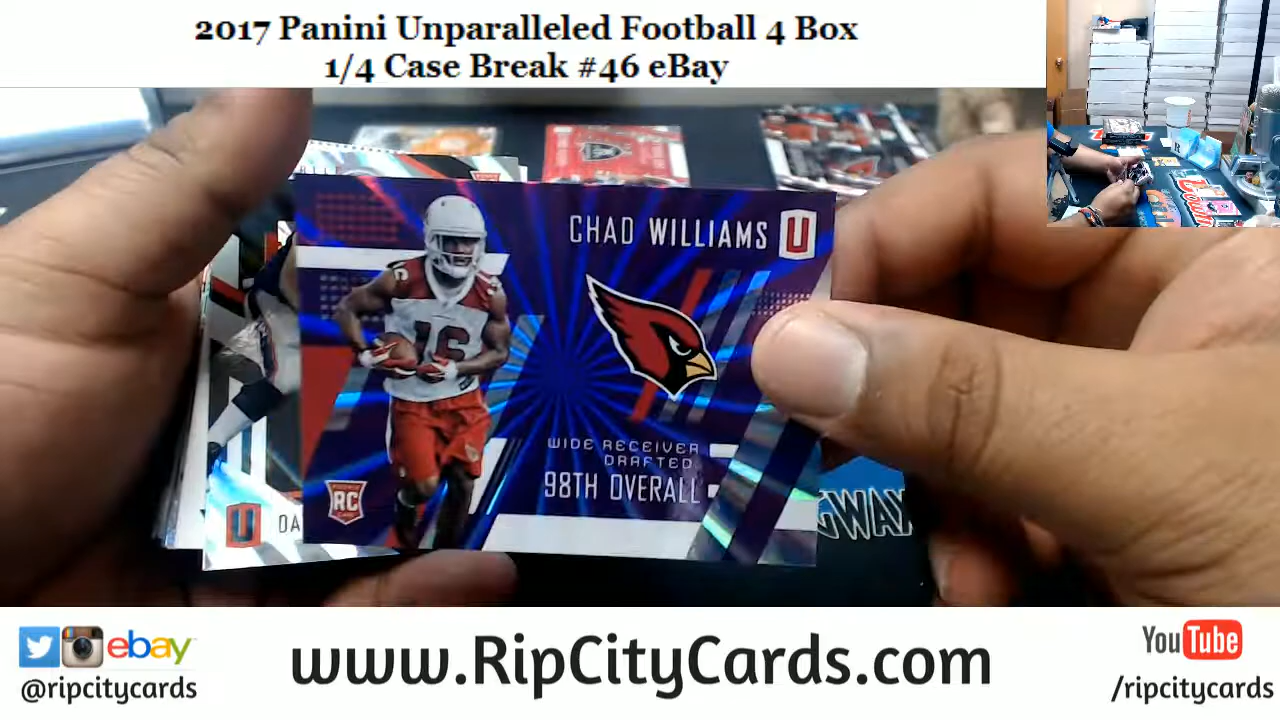 2017 Panini Unparalleled Football 4 Box
1/4 Case Break #46 eBay
CHAD WILLIAMS U
16
WIDE RECEIVER
DRAFTED
98TH OVERALL
RC
U
ebay
@ripcitycards
www.RipCityCards.com
YouTube
/ripcitycards